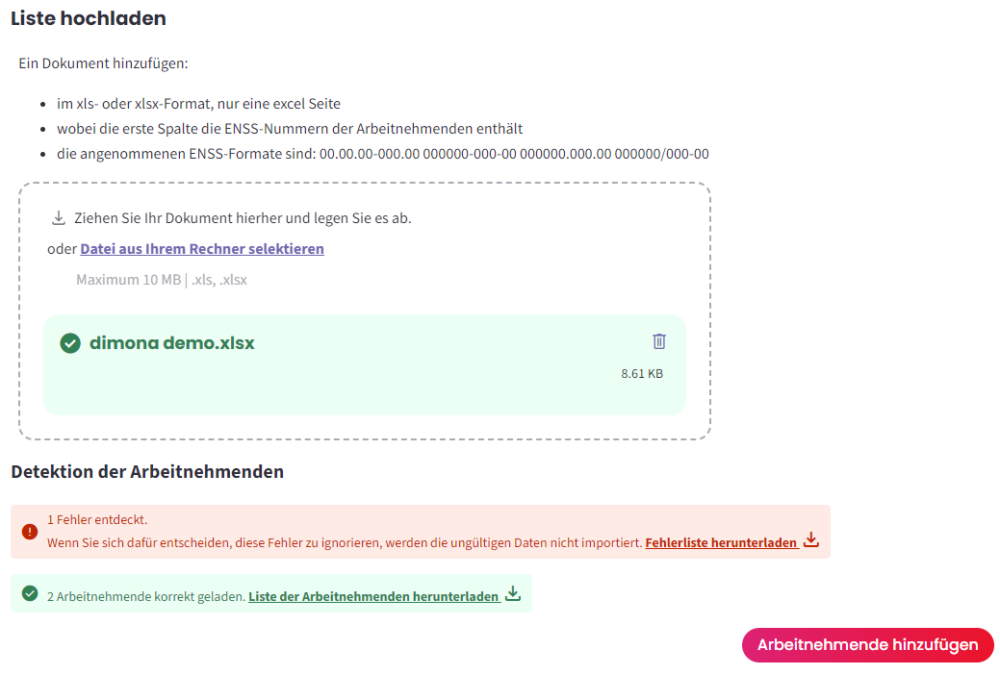 Liste hochladen
Ein Dokument hinzufügen:
im xls- oder xlsx-Format, nur eine excel Seite
wobei die erste Spalte die ENSS-Nummern der Arbeitnehmenden enthält
die angenommenen ENSS-Formate sind: 00.00.00-000.00 000000-000-00 000000.000.00 000000/000-00
Ziehen Sie Ihr Dokument hierher und legen Sie es ab.
oder Datei aus Ihrem Rechner selektieren
Maximum 10 MB | .xls, .xlsx
dimona demo.xlsx
8.61 KB
Detektion der Arbeitnehmenden
1 Fehler entdeckt.
Wenn Sie sich dafür entscheiden, diese Fehler zu ignorieren, werden die ungültigen Daten nicht importiert. Fehlerliste herunterladen
2 Arbeitnehmende korrekt geladen. Liste der Arbeitnehmenden herunterladen
Arbeitnehmende hinzufügen